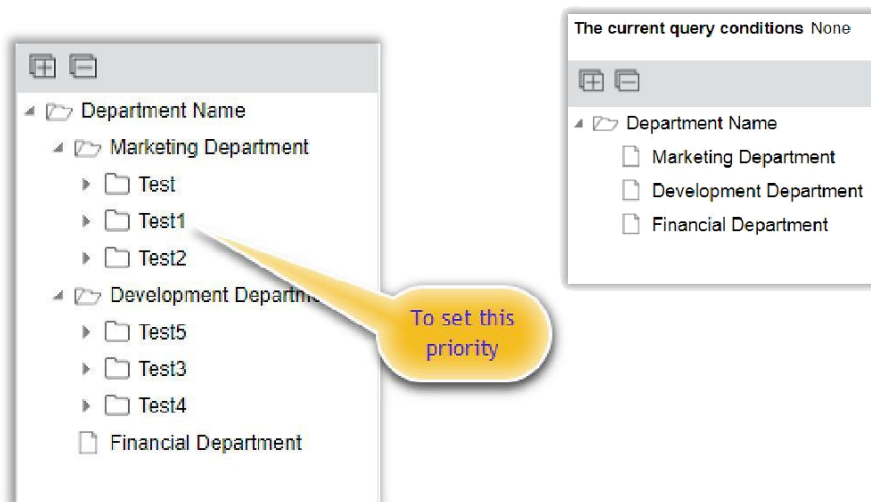 Department Name
Marketing Department
Test
Test1
Test2
Development Departme
Test5
Test3
Test4
Financial Department
To set this
priority
The current query conditions None
Department Name
Marketing Department
Development Department
Financial Department